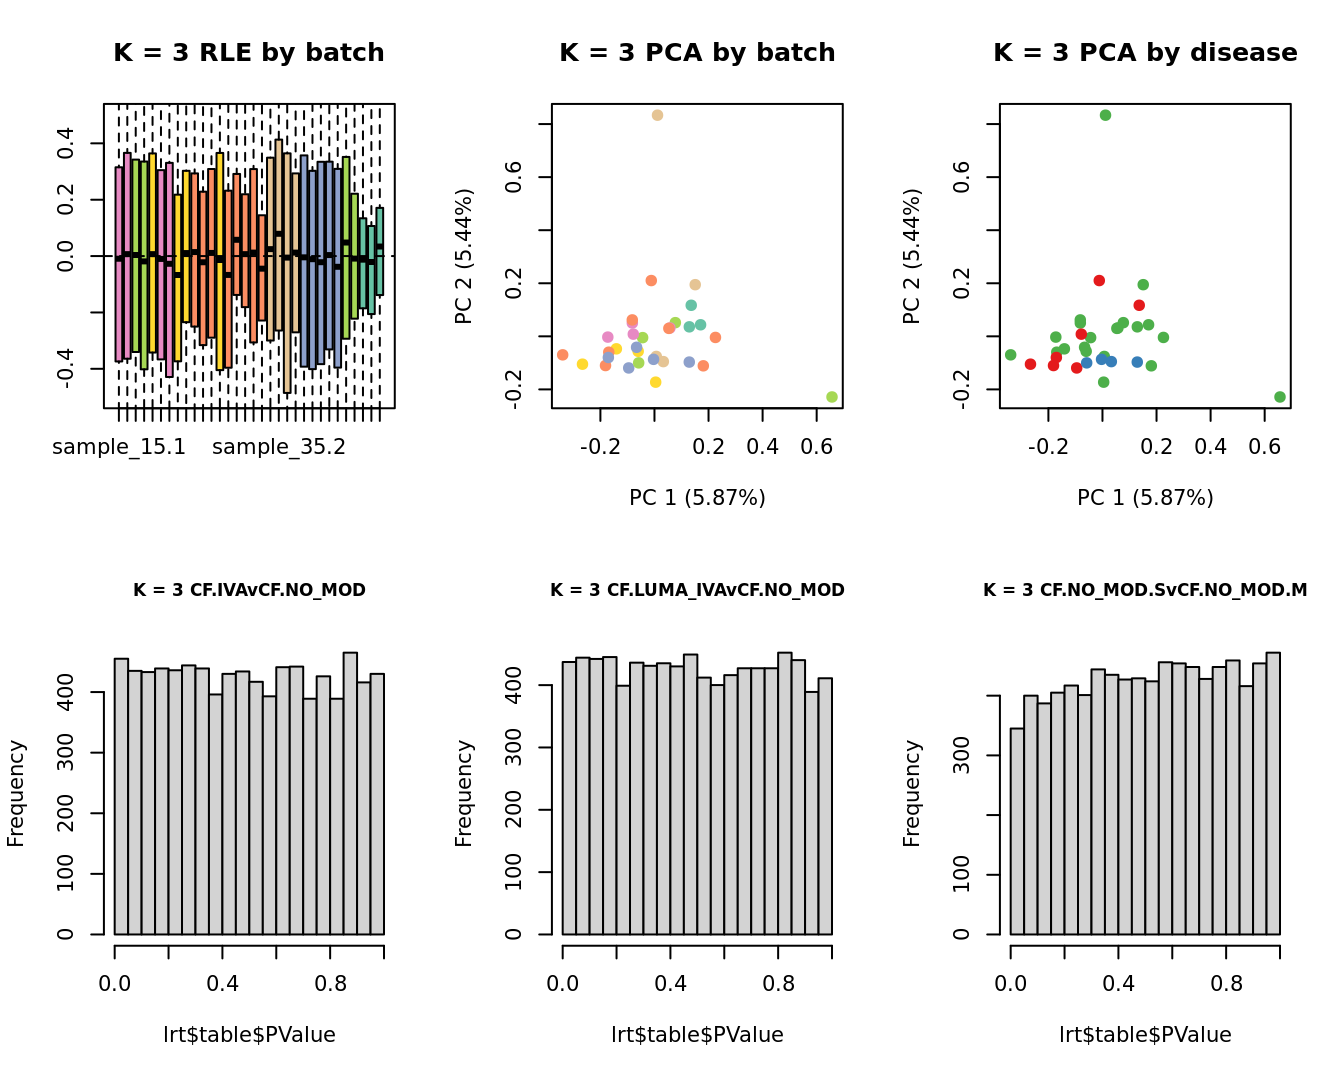 K = 3 RLE by batch
0.4
0.2
0.0
-0.4
sample_15.1 sample_35.2
K = 3 PCA by batch
PC 2 (5.44%)
0.6
0.2
-0.2
-0.2 0.2 0.4 0.6
PC 1 (5.87%)
K = 3 PCA by disease
PC 2 (5.44%)
0.6
0.2
-0.2
-0.2 0.2 0.4 0.6
PC 1 (5.87%)
K = 3 CF.IVAvCF.NO_MOD
Frequency
400
300
200
100
0
0.0 0.4 0.8
lrt$table$PValue
K = 3 CF.LUMA_IVAvCF.NO_MOD
Frequency
400
300
200
100
0
0.0 0.4 0.8
lrt$table$PValue
K = 3 CF.NO_MOD.SvCF.NO_MOD.M
Frequency
300
100
0
0.0 0.4 0.8
lrt$table$PValue